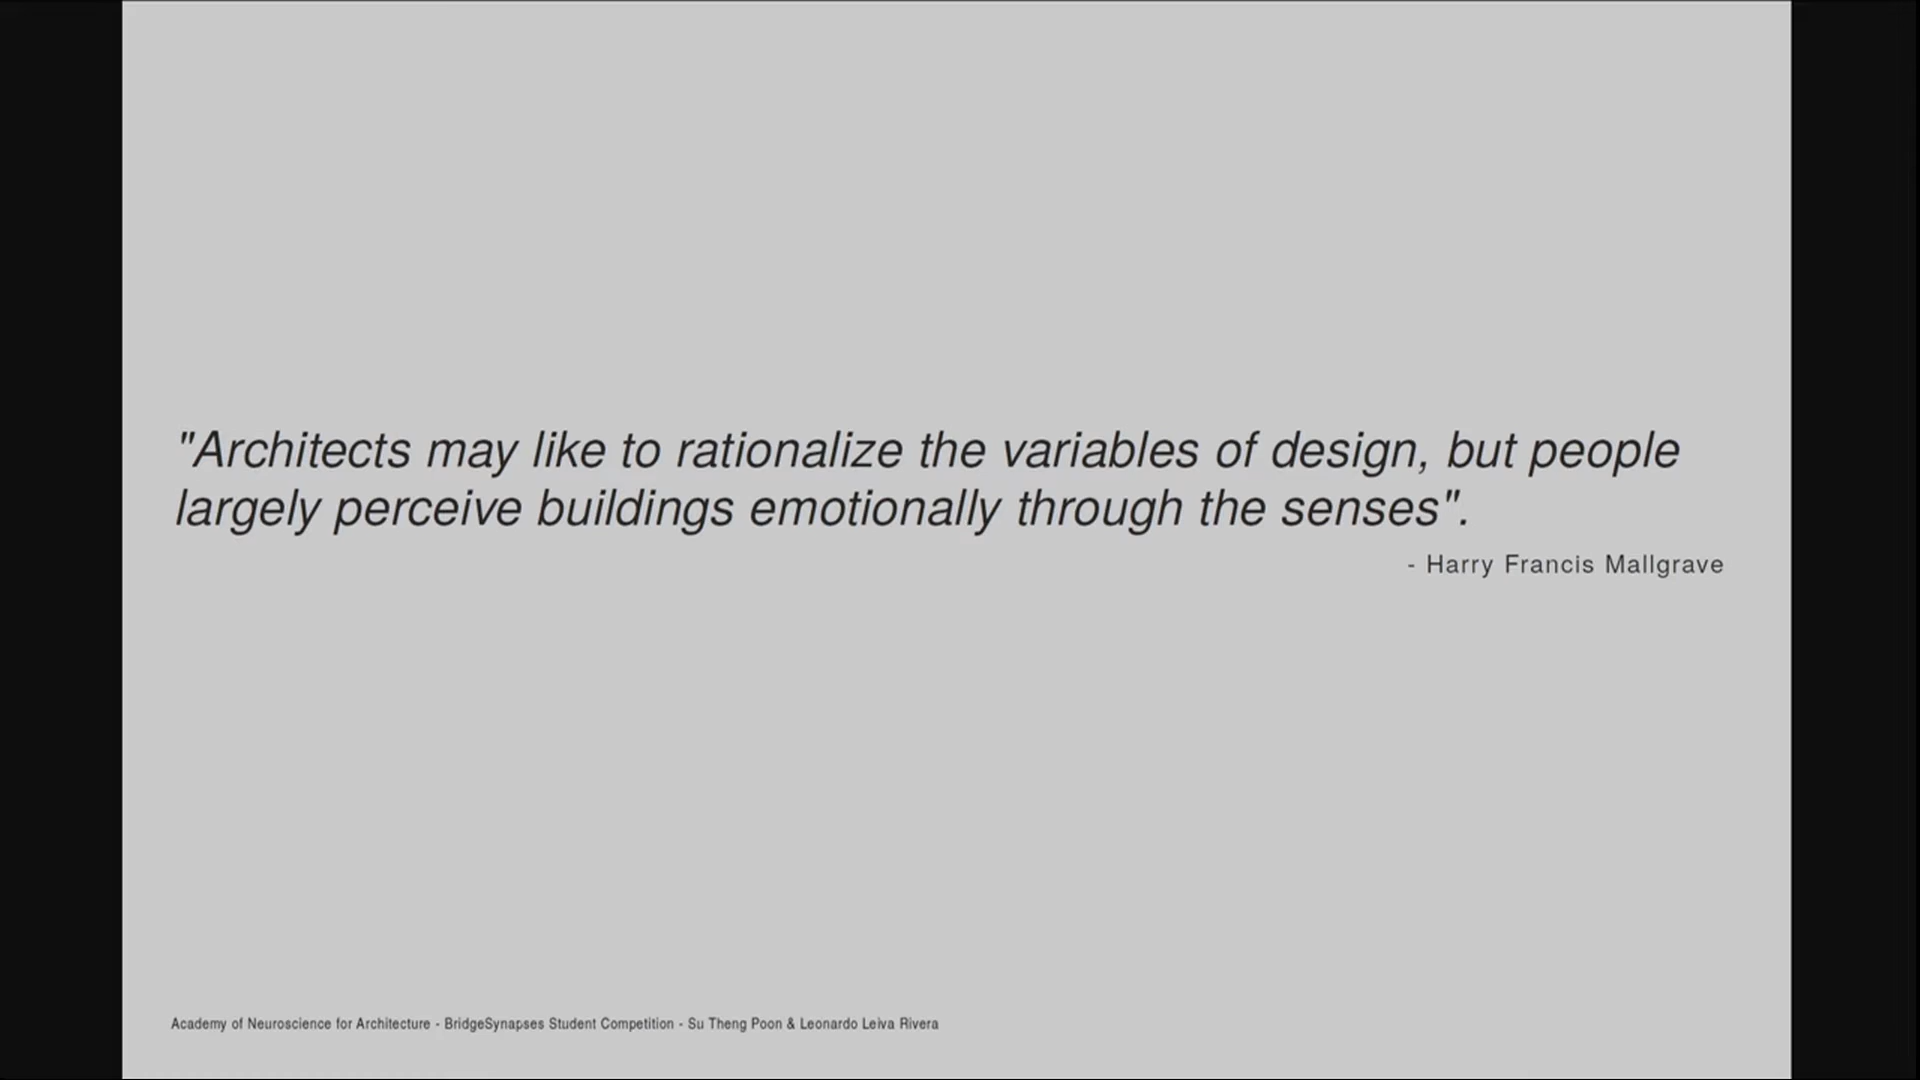 "Architects may like to rationalize the variables of design, but people
largely perceive buildings emotionally through the senses".
- Harry Francis Mallgrave
Academy of Neuroscience for Architecture - BridgeSynapses Student Competition - Su Theng Poon & Leonardo Leiva Rivera